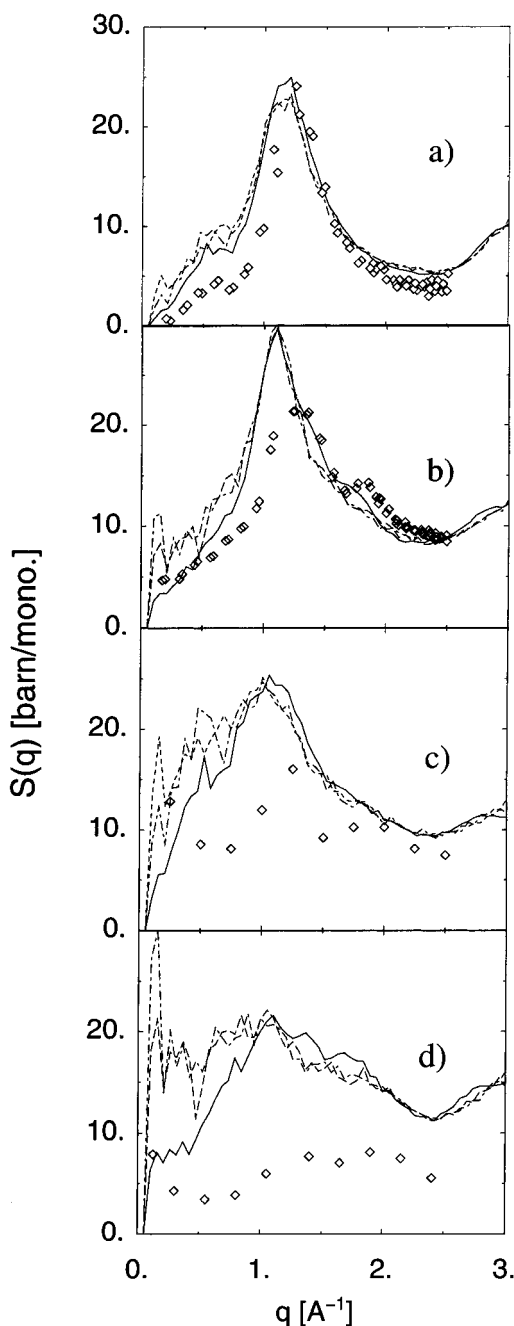 30.
20.
10.
0.
a)
20.
10.
0.
b)
20.
10.
0.
c)
20.
10.
0.
d)
S(q) [barn/mono.]
0. 1. 2. 3.
q [A⁻¹]